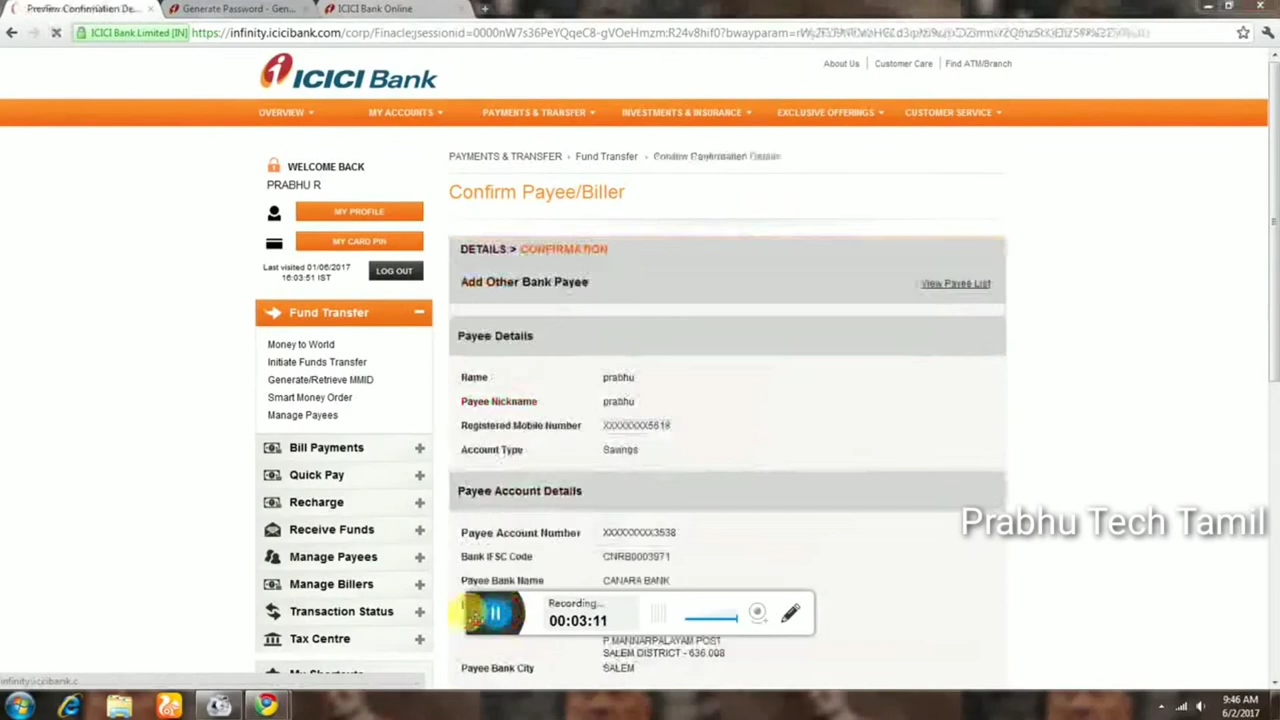 Generate Password - Gen...
ICICI Bank Online
ICICI Bank Limited [IN]
ICICI Bank
About Us
Customer Care
Find ATM/Branch
OVERVIEW
MY ACCOUNTS
PAYMENTS & TRANSFER
INVESTMENTS & INSURANCE
EXCLUSIVE OFFERINGS
CUSTOMER SERVICE
WELCOME BACK
PRABHU R
MY PROFILE
MY CARD PIN
Last visited 01/06/2017
16:03:51 IST
LOG OUT
Fund Transfer
Money to World
Initiate Funds Transfer
Generate/Retrieve MMID
Smart Money Order
Manage Payees
Bill Payments
Quick Pay
Recharge
Receive Funds
Manage Payees
Manage Billers
Transaction Status
Tax Centre
PAYMENTS & TRANSFER › Fund Transfer ›
Confirm Payee/Biller
DETAILS > CONFIRMATION
Add Other Bank Payee
View Payee List
Payee Details
Name prabhu
Payee Nickname prabhu
Registered Mobile Number XXXXXXXX5618
Account Type Savings
Payee Account Details
Payee Account Number XXXXXXXXX3538
Bank IFSC Code CNRB0003971
Payee Bank Name CANARA BANK
Recording...
00:03:11
P.MANNARPALAYAM POST
SALEM DISTRICT - 636 008
Payee Bank City SALEM
Prabhu Tech Tamil
9:46 AM
6/2/2017